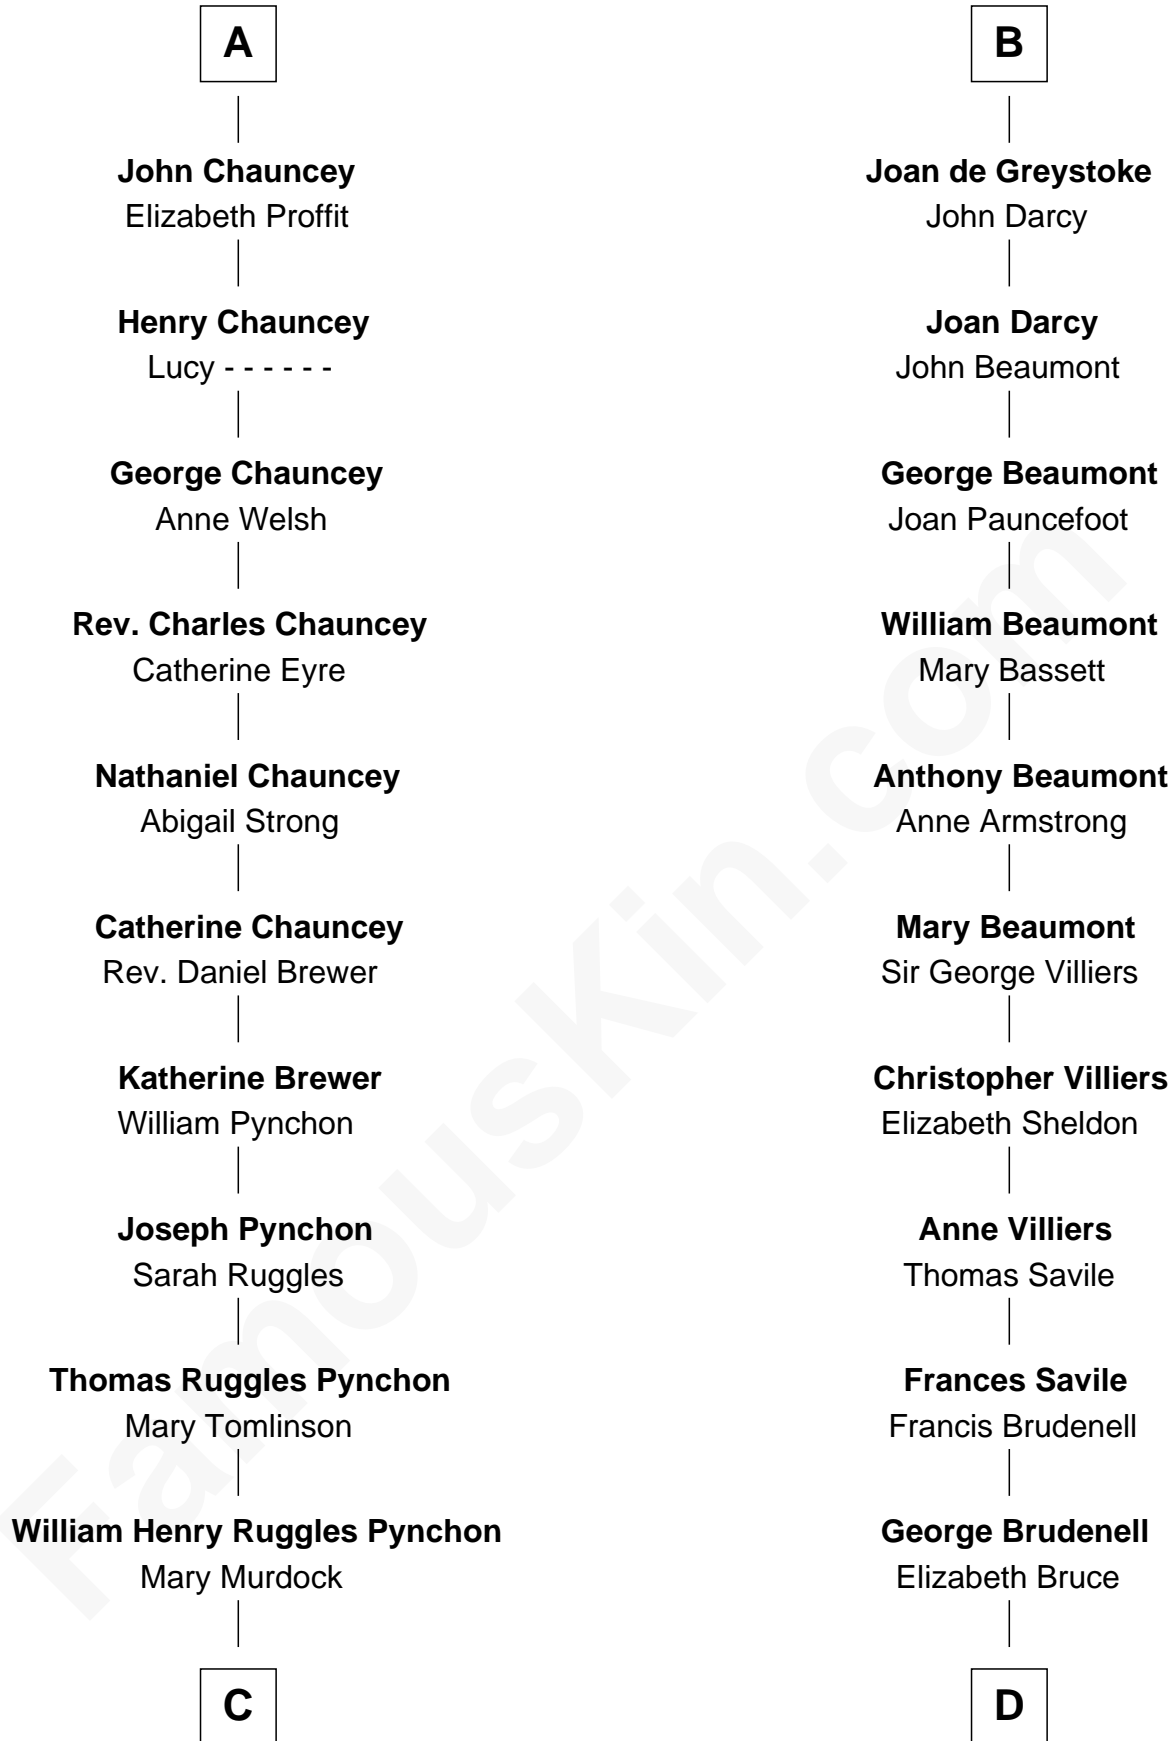 A
John Chauncey
Elizabeth Proffit
Henry Chauncey
Lucy - - - - - -
George Chauncey
Anne Welsh
Rev. Charles Chauncey
Catherine Eyre
Nathaniel Chauncey
Abigail Strong
Catherine Chauncey
Rev. Daniel Brewer
Katherine Brewer
William Pynchon
Joseph Pynchon
Sarah Ruggles
Thomas Ruggles Pynchon
Mary Tomlinson
William Henry Ruggles Pynchon
Mary Murdock
C
B
Joan de Greystoke
John Darcy
Joan Darcy
John Beaumont
George Beaumont
Joan Pauncefoot
William Beaumont
Mary Bassett
Anthony Beaumont
Anne Armstrong
Mary Beaumont
Sir George Villiers
Christopher Villiers
Elizabeth Sheldon
Anne Villiers
Thomas Savile
Frances Savile
Francis Brudenell
George Brudenell
Elizabeth Bruce
D
FamousKin.com